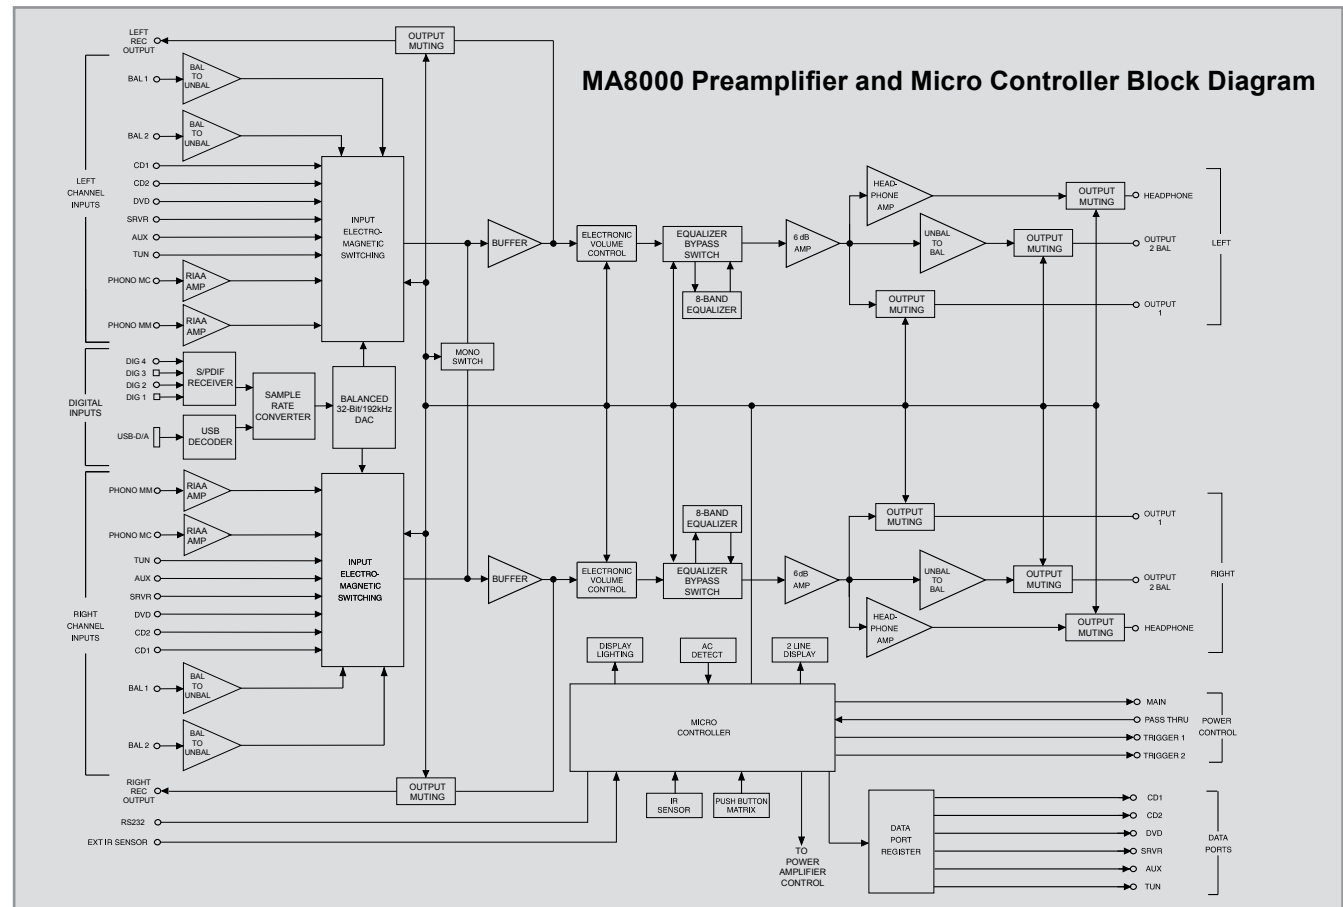 MA8000 Preamplifier and Micro Controller Block Diagram
LEFT
REC
OUTPUT
OUTPUT
MUTING
LEFT
CHANNEL
INPUTS
BAL 1
BAL
TO
UNBAL
BAL 2
BAL
TO
UNBAL
CD1
CD2
DVD
SRVR
AUX
TUN
PHONO MC
RIAA
AMP
PHONO MM
RIAA
AMP
INPUT
ELECTRO-
MAGNETIC
SWITCHING
BUFFER
ELECTRONIC
VOLUME
CONTROL
EQUALIZER
BYPASS
SWITCH
8-BAND
EQUALIZER
6 dB
AMP
HEAD-
PHONE
AMP
OUTPUT
MUTING
HEADPHONE
UNBAL
TO
BAL
OUTPUT
MUTING
OUTPUT
2 BAL
OUTPUT
MUTING
OUTPUT
1
LEFT
MONO
SWITCH
DIGITAL
INPUTS
DIG 4
DIG 3
DIG 2
DIG 1
S/PDIF
RECEIVER
USB-D/A
USB
DECODER
SAMPLE
RATE
CONVERTER
BALANCED
32-Bit/192kHz
DAC
RIGHT
CHANNEL
INPUTS
PHONO MM
RIAA
AMP
PHONO MC
RIAA
AMP
TUN
AUX
SRVR
DVD
CD2
CD1
BAL 1
BAL
TO
UNBAL
BAL 2
BAL
TO
UNBAL
INPUT
ELECTRO-
MAGNETIC
SWITCHING
BUFFER
ELECTRONIC
VOLUME
CONTROL
8-BAND
EQUALIZER
EQUALIZER
BYPASS
SWITCH
6dB
AMP
OUTPUT
MUTING
OUTPUT
1
UNBAL
TO
BAL
OUTPUT
MUTING
OUTPUT
2 BAL
HEAD-
PHONE
AMP
OUTPUT
MUTING
HEADPHONE
RIGHT
RIGHT
REC
OUTPUT
OUTPUT
MUTING
RS232
EXT IR SENSOR
DISPLAY
LIGHTING
AC
DETECT
2 LINE
DISPLAY
MICRO
CONTROLLER
IR
SENSOR
PUSH BUTTON
MATRIX
TO
POWER
AMPLIFIER
CONTROL
MAIN
PASS THRU
TRIGGER 1
TRIGGER 2
POWER
CONTROL
DATA
PORT
REGISTER
CD1
CD2
DVD
SRVR
AUX
TUN
DATA
PORTS